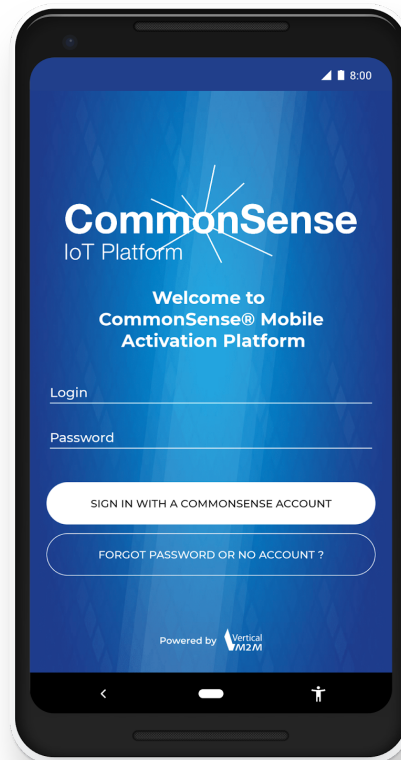 8:00
CommonSense
IoT Platform
Welcome to
CommonSense® Mobile
Activation Platform
Login
Password
SIGN IN WITH A COMMONSENSE ACCOUNT
FORGOT PASSWORD OR NO ACCOUNT ?
Powered by Vertical
M2M